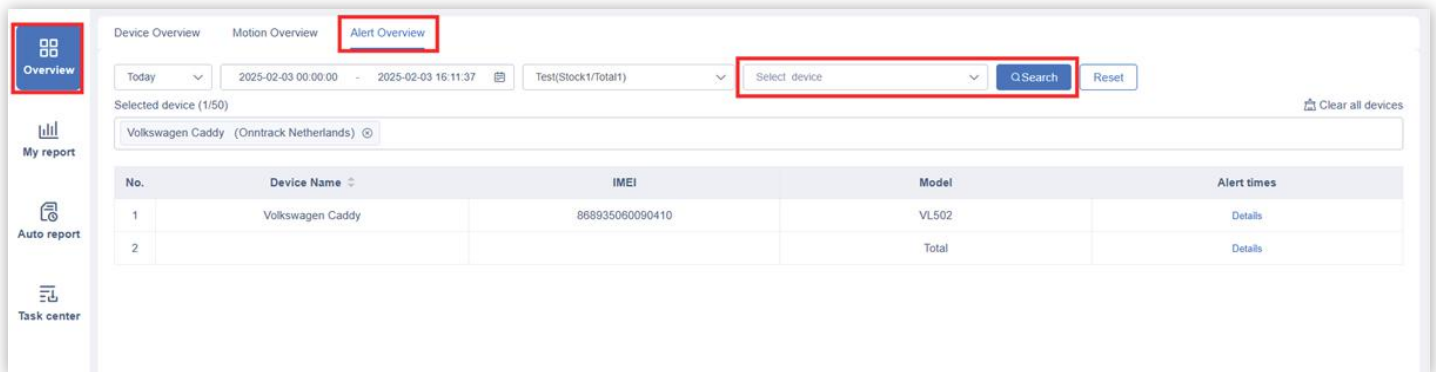 Overview
My report
Auto report
Task center
Device Overview Motion Overview Alert Overview
Today 2025-02-03 00:00:00 - 2025-02-03 16:11:37 Test(Stock1/Total1) Select device Search Reset
Selected device (1/50) Clear all devices
Volkswagen Caddy (Onntrack Netherlands)
No. Device Name IMEI Model Alert times
1 Volkswagen Caddy 868935060090410 VL502 Details
2 Total Details